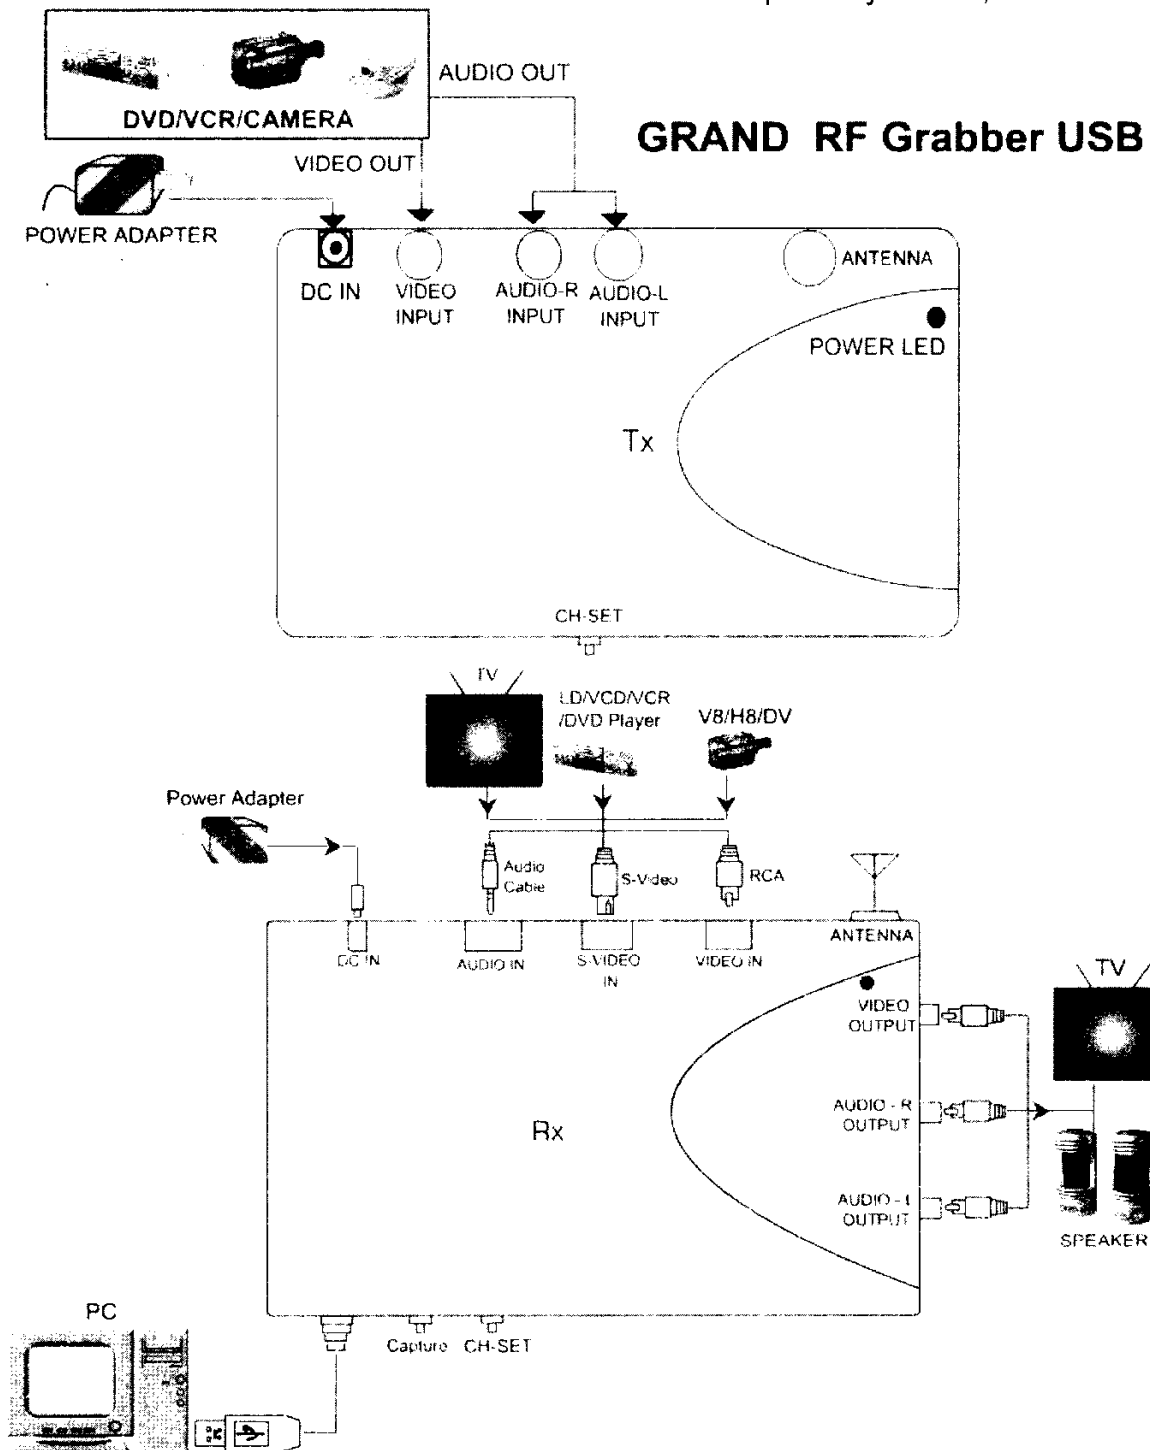 AUDIO OUT
DVD/VCR/CAMERA
GRAND RF Grabber USB
VIDEO OUT
POWER ADAPTER
ANTENNA
DC IN
VIDEO
INPUT
AUDIO-R
INPUT
AUDIO-L
INPUT
POWER LED
Tx
CH-SET
TV
LD/VCD/VCR
/DVD Player
V8/H8/DV
Power Adapter
Audio
Cable
S-Video
RCA
ANTENNA
DC IN
AUDIO IN
S-VIDEO
IN
VIDEO IN
TV
VIDEO
OUTPUT
AUDIO - R
OUTPUT
Rx
AUDIO - L
OUTPUT
SPEAKER
PC
Capture
CH-SET